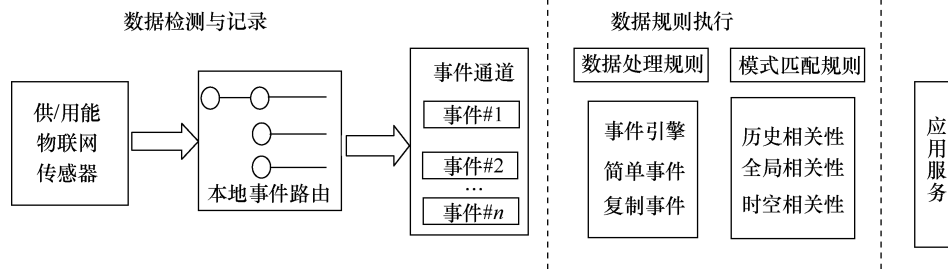 数据检测与记录
数据规则执行
供/用能
物联网
传感器
本地事件路由
事件通道
事件#1
事件#2
…
事件#n
数据处理规则
模式匹配规则
事件引擎
简单事件
复制事件
历史相关性
全局相关性
时空相关性
应
用
服
务